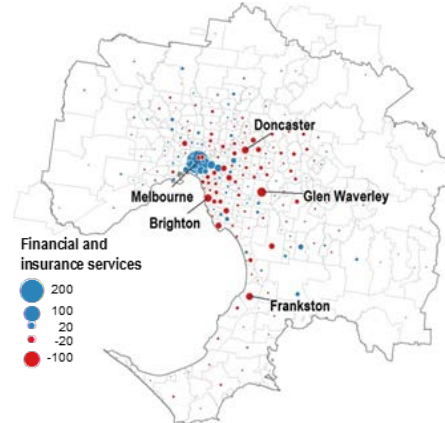 Doncaster
Glen Waverley
Melbourne
Brighton
Frankston
Financial and
insurance services
200
100
20
-20
-100